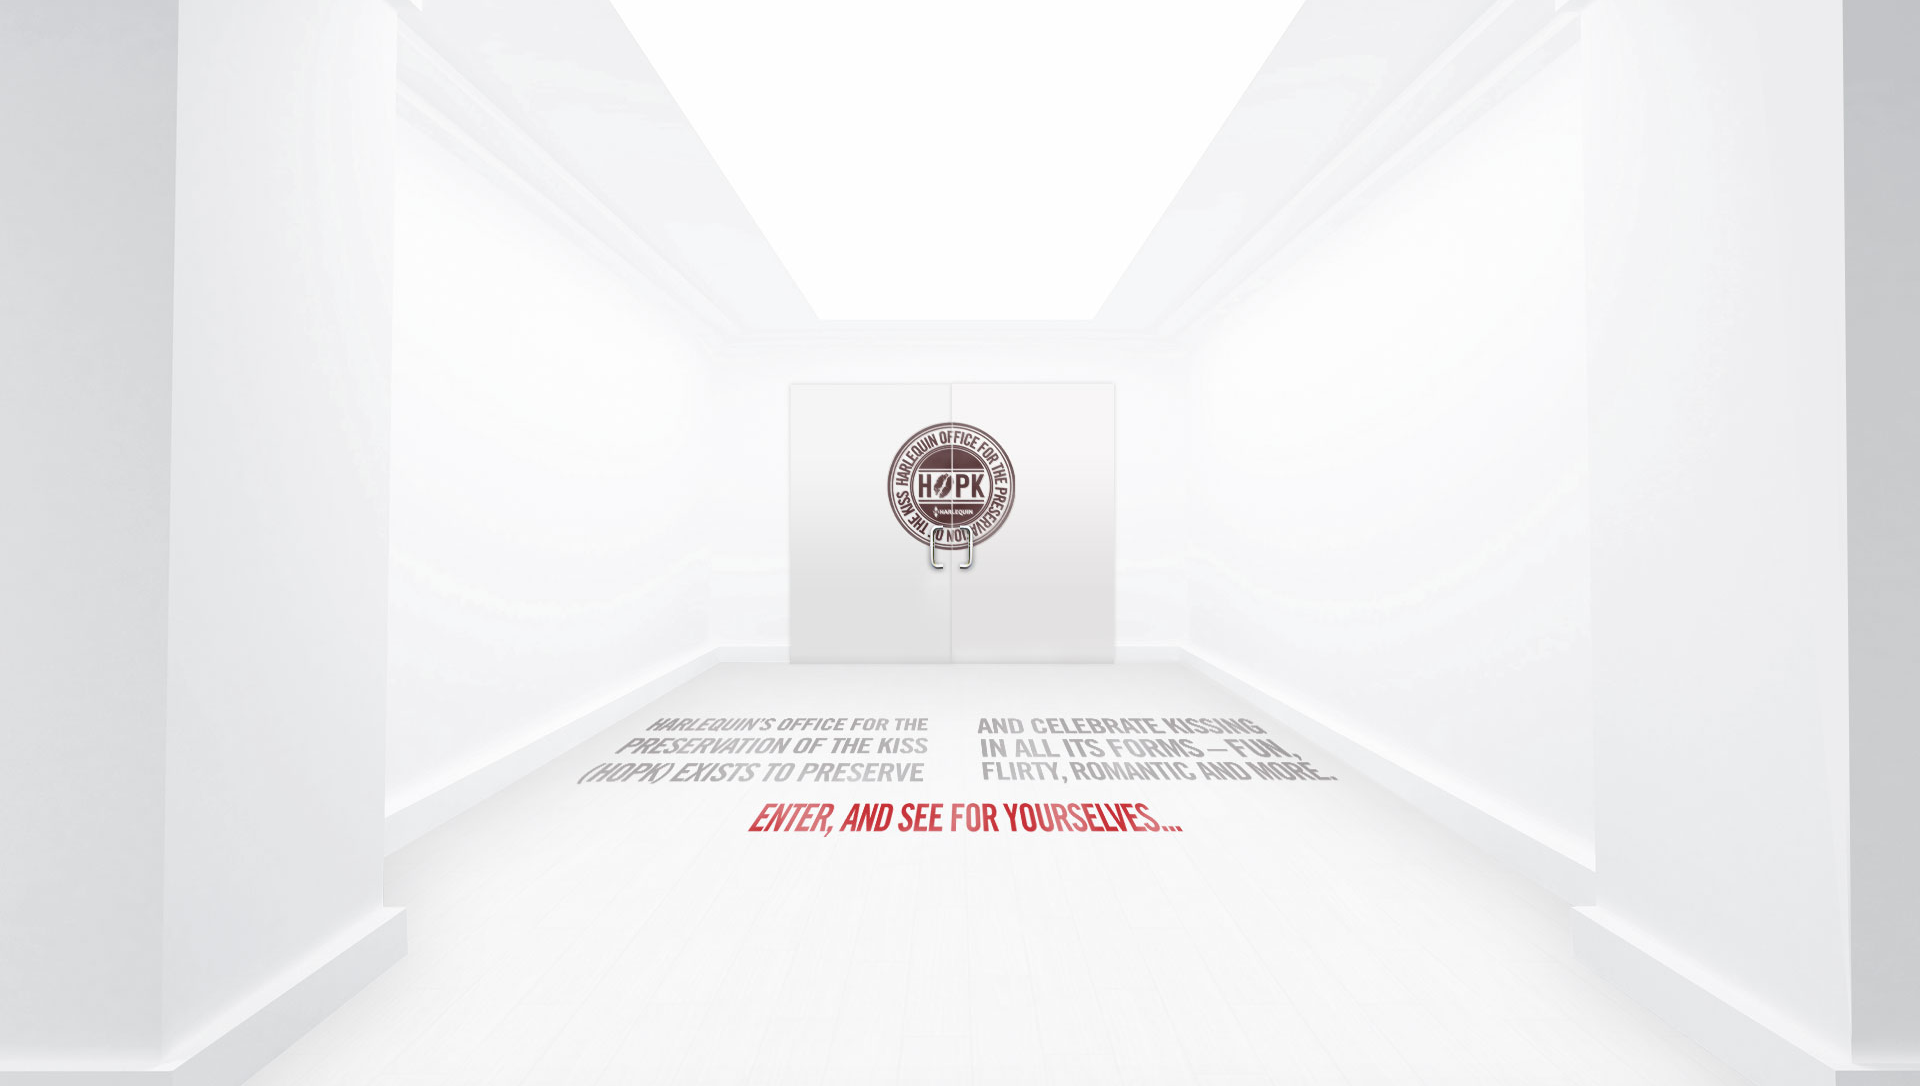 HARLEQUIN OFFICE FOR THE PRESERVATION OF THE KISS
HOPK
HARLEQUIN
HARLEQUIN'S OFFICE FOR THE
PRESERVATION OF THE KISS
(HOPK) EXISTS TO PRESERVE
AND CELEBRATE KISSING
IN ALL ITS FORMS – FUN,
FLIRTY, ROMANTIC AND MORE.
ENTER, AND SEE FOR YOURSELVES...